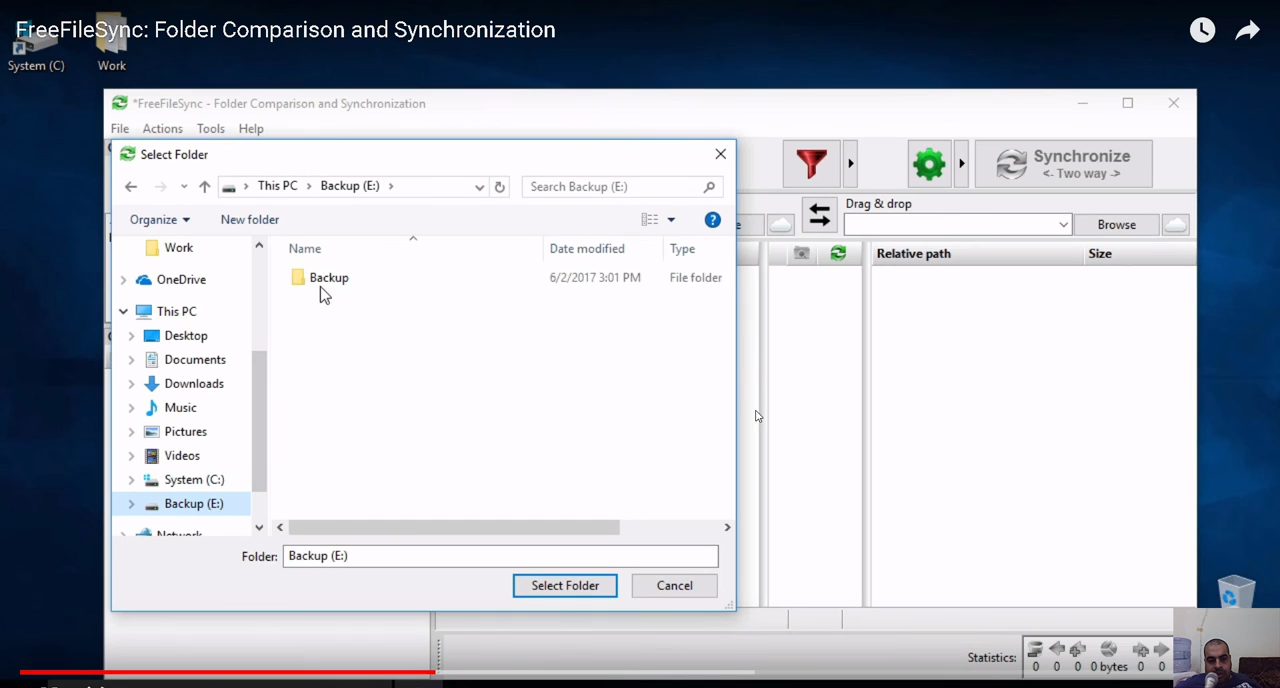 FreeFileSync: Folder Comparison and Synchronization
System (C)
Work
*FreeFileSync - Folder Comparison and Synchronization
File Actions Tools Help
Select Folder
This PC Backup (E:)
Search Backup (E:)
Organize New folder
Name Date modified Type
Backup 6/2/2017 3:01 PM File folder
Work
OneDrive
This PC
Desktop
Documents
Downloads
Music
Pictures
Videos
System (C:)
Backup (E:)
Network
Folder: Backup (E:)
Select Folder Cancel
Synchronize
<- Two way ->
Drag & drop
Browse
Relative path Size
Statistics: 0 0 0 0 bytes 0 0